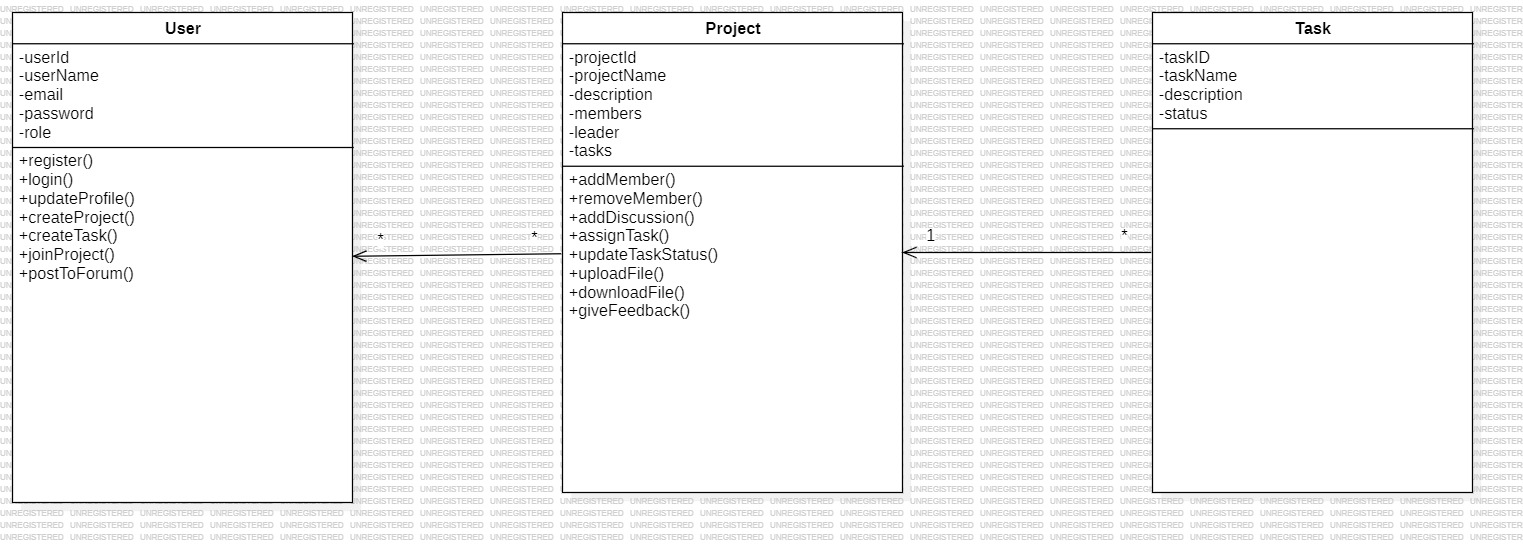 User
-userId
-userName
-email
-password
-role
+register()
+login()
+updateProfile()
+createProject()
+createTask()
+joinProject()
+postToForum()
*
*
Project
-projectId
-projectName
-description
-members
-leader
-tasks
+addMember()
+removeMember()
+addDiscussion()
+assignTask()
+updateTaskStatus()
+uploadFile()
+downloadFile()
+giveFeedback()
1
*
Task
-taskID
-taskName
-description
-status
UNREGISTERED